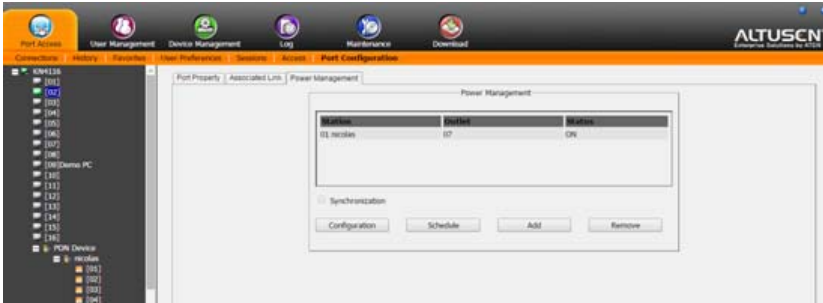 Port Access User Management Device Management Log Maintenance Download
ALTUSCN
Enterprise Solutions by ATEN
Connections History Favorites User Preferences Sessions Access Port Configuration
KN4116
[01]
[02]
[03]
[04]
[05]
[06]
[07]
[08]
[09]Demo PC
[10]
[11]
[12]
[13]
[14]
[15]
[16]
PON Device
nicolas
[01]
[02]
[03]
[04]
Port Property Associated Link Power Management
Power Management
Station Outlet Status
01 nicolas 07 ON
Synchronization
Configuration Schedule Add Remove